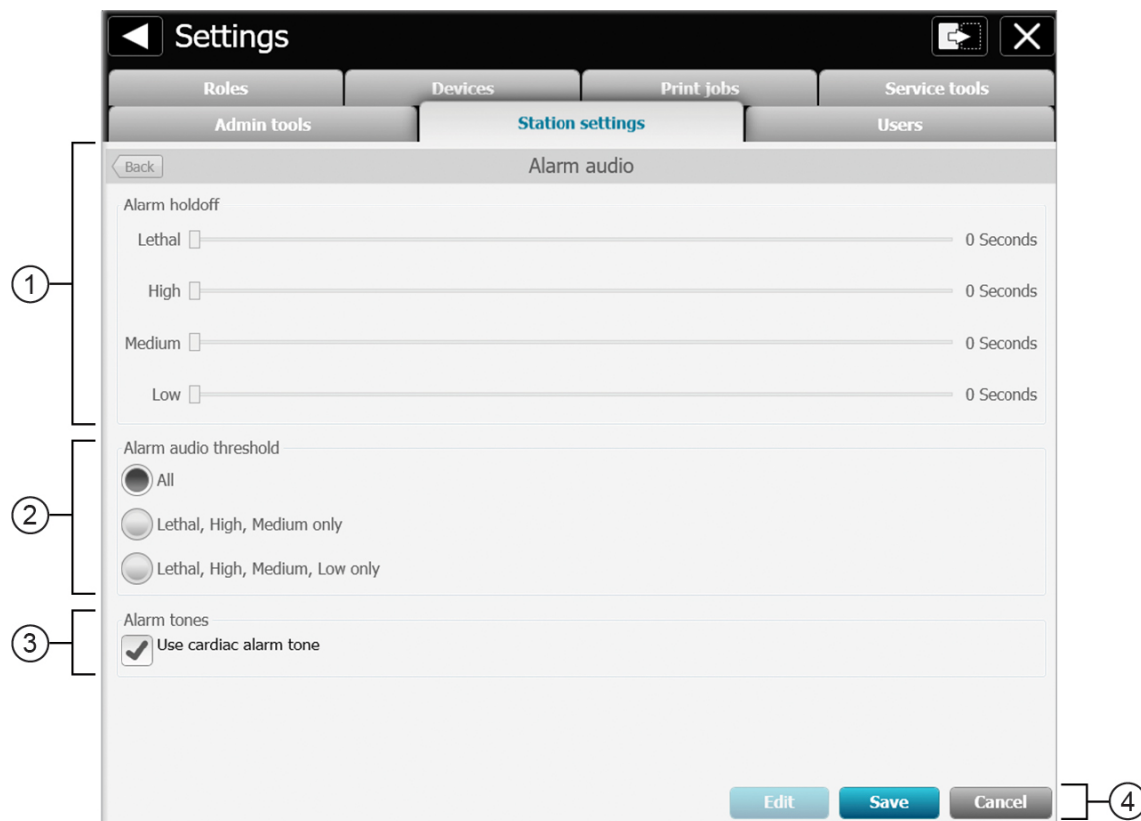 Settings
Roles Devices Print jobs Service tools
Admin tools Station settings Users
Back Alarm audio
1
Alarm holdoff
Lethal 0 Seconds
High 0 Seconds
Medium 0 Seconds
Low 0 Seconds
2
Alarm audio threshold
All
Lethal, High, Medium only
Lethal, High, Medium, Low only
3
Alarm tones
Use cardiac alarm tone
Edit Save Cancel 4